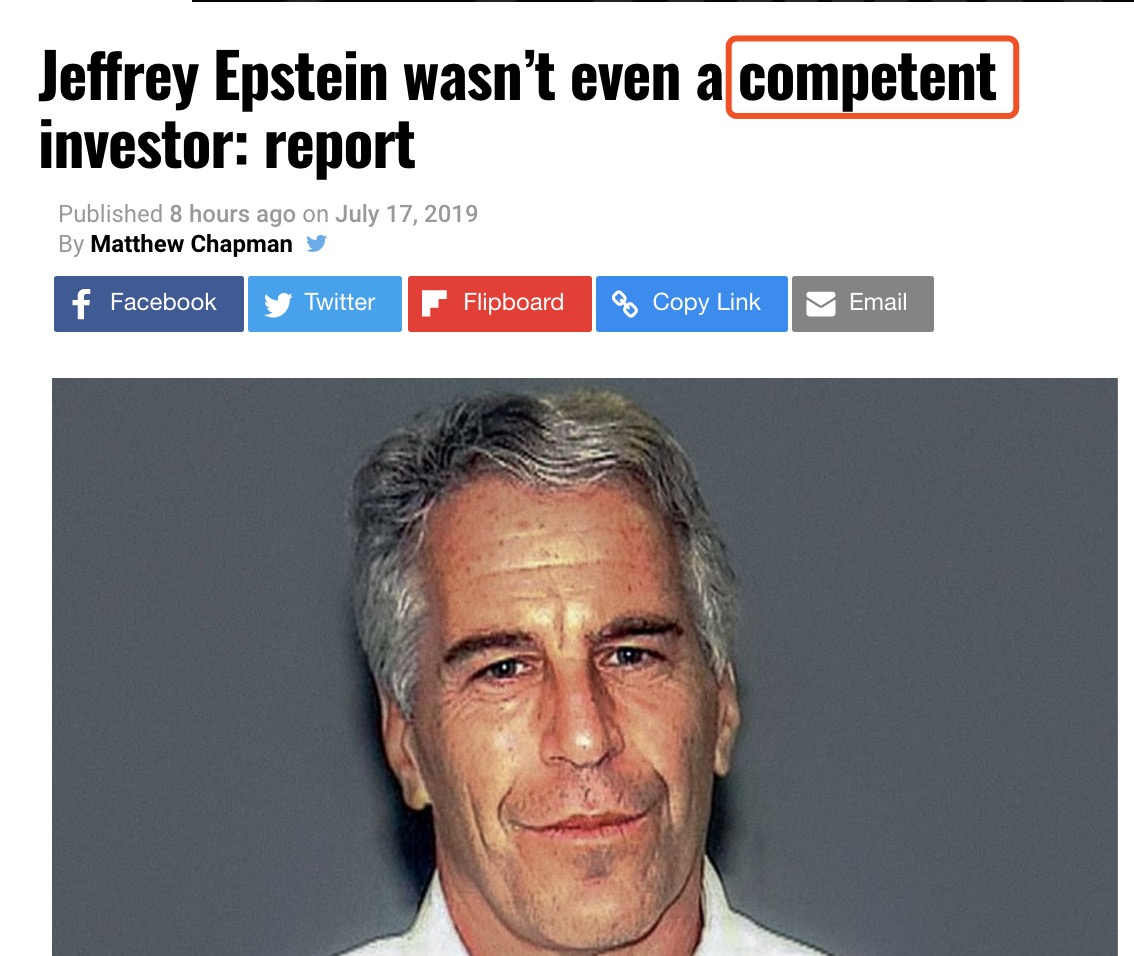 Jeffrey Epstein wasn’t even a competent
investor: report
Published 8 hours ago on July 17, 2019
By Matthew Chapman
Facebook Twitter Flipboard Copy Link Email